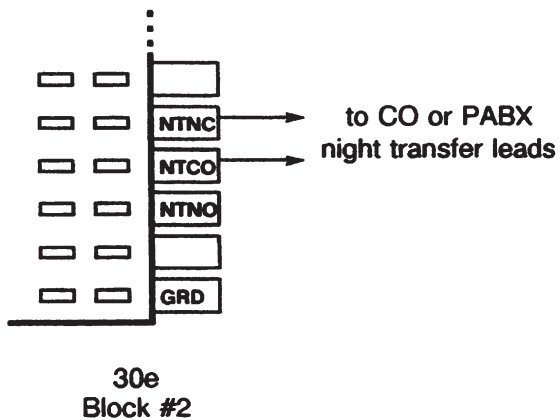 NTNC
to CO or PABX
night transfer leads
NTCO
NTNO
GRD
30e
Block #2